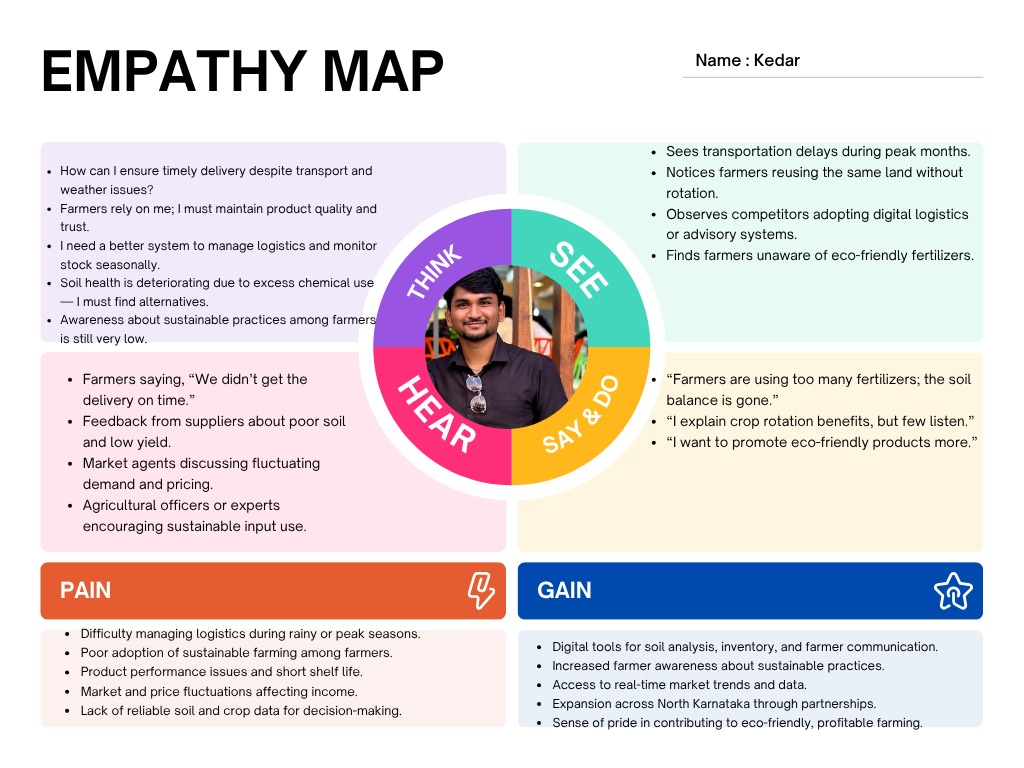 EMPATHY MAP
Name : Kedar
• How can I ensure timely delivery despite transport and
weather issues?
• Farmers rely on me; I must maintain product quality and
trust.
• I need a better system to manage logistics and monitor
stock seasonally.
• Soil health is deteriorating due to excess chemical use
— I must find alternatives.
• Awareness about sustainable practices among farmers
is still very low.
• Sees transportation delays during peak months.
• Notices farmers reusing the same land without
rotation.
• Observes competitors adopting digital logistics
or advisory systems.
• Finds farmers unaware of eco-friendly fertilizers.
THINK
SEE
HEAR
SAY & DO
• Farmers saying, “We didn’t get the
delivery on time.”
• Feedback from suppliers about poor soil
and low yield.
• Market agents discussing fluctuating
demand and pricing.
• Agricultural officers or experts
encouraging sustainable input use.
• “Farmers are using too many fertilizers; the soil
balance is gone.”
• “I explain crop rotation benefits, but few listen.”
• “I want to promote eco-friendly products more.”
PAIN
• Difficulty managing logistics during rainy or peak seasons.
• Poor adoption of sustainable farming among farmers.
• Product performance issues and short shelf life.
• Market and price fluctuations affecting income.
• Lack of reliable soil and crop data for decision-making.
GAIN
• Digital tools for soil analysis, inventory, and farmer communication.
• Increased farmer awareness about sustainable practices.
• Access to real-time market trends and data.
• Expansion across North Karnataka through partnerships.
• Sense of pride in contributing to eco-friendly, profitable farming.